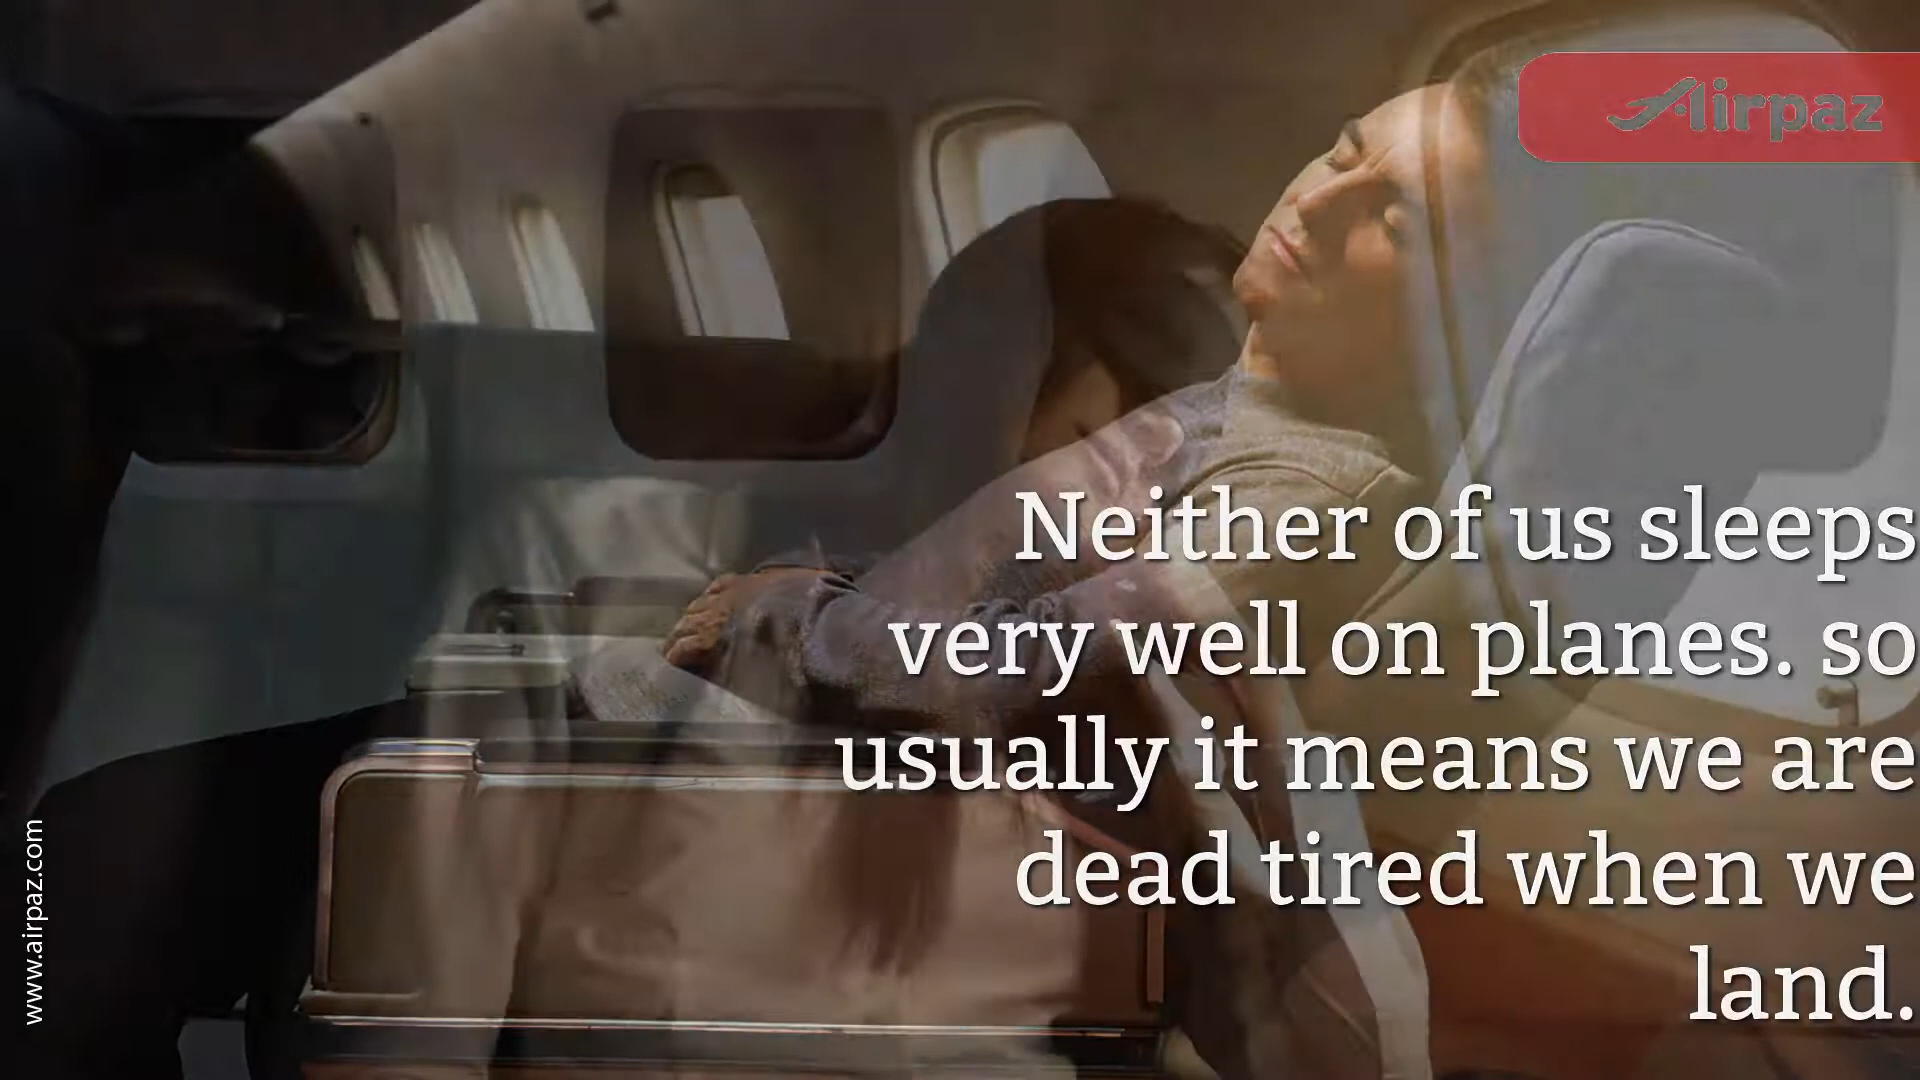 Airpaz
Neither of us sleeps
very well on planes. so
usually it means we are
dead tired when we
land.
www.airpaz.com